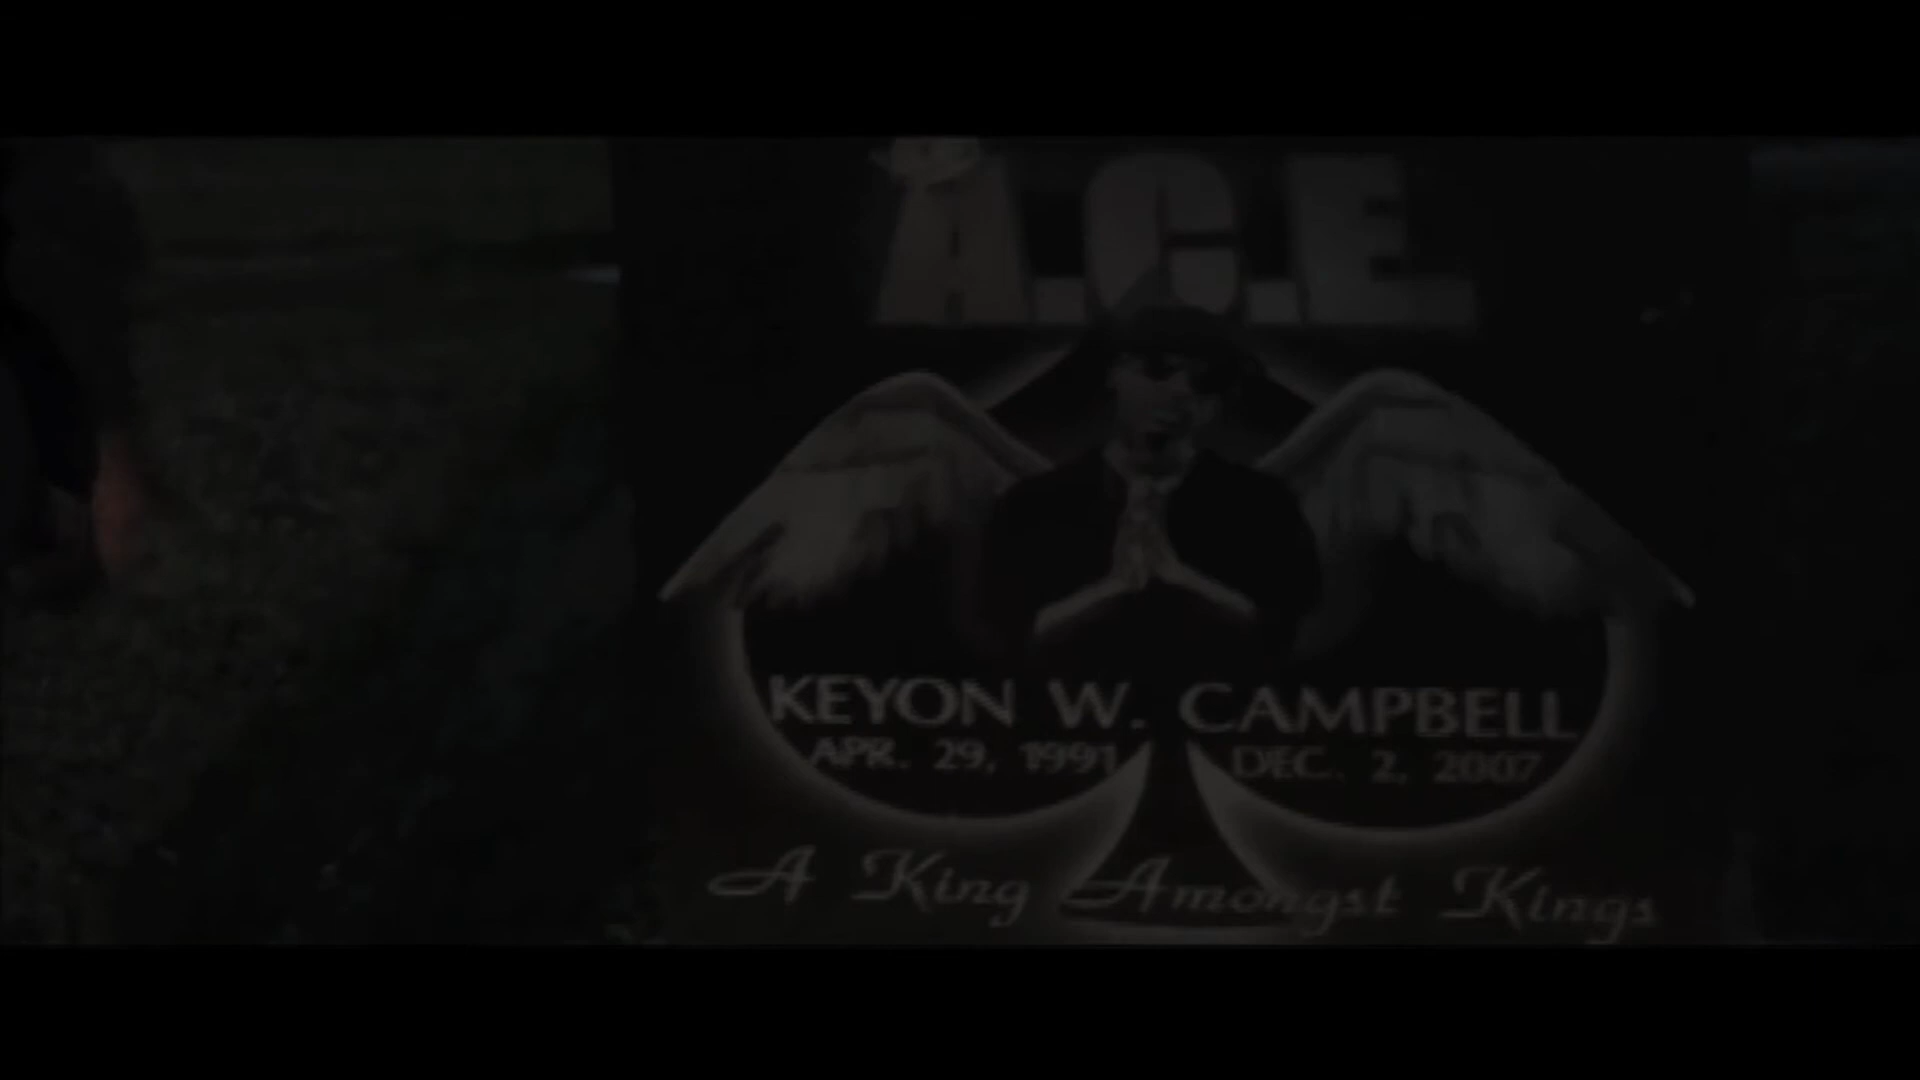 A.C.E.
KEYON W. CAMPBELL
APR. 29, 1991 DEC. 2, 2007
A King Amongst Kings